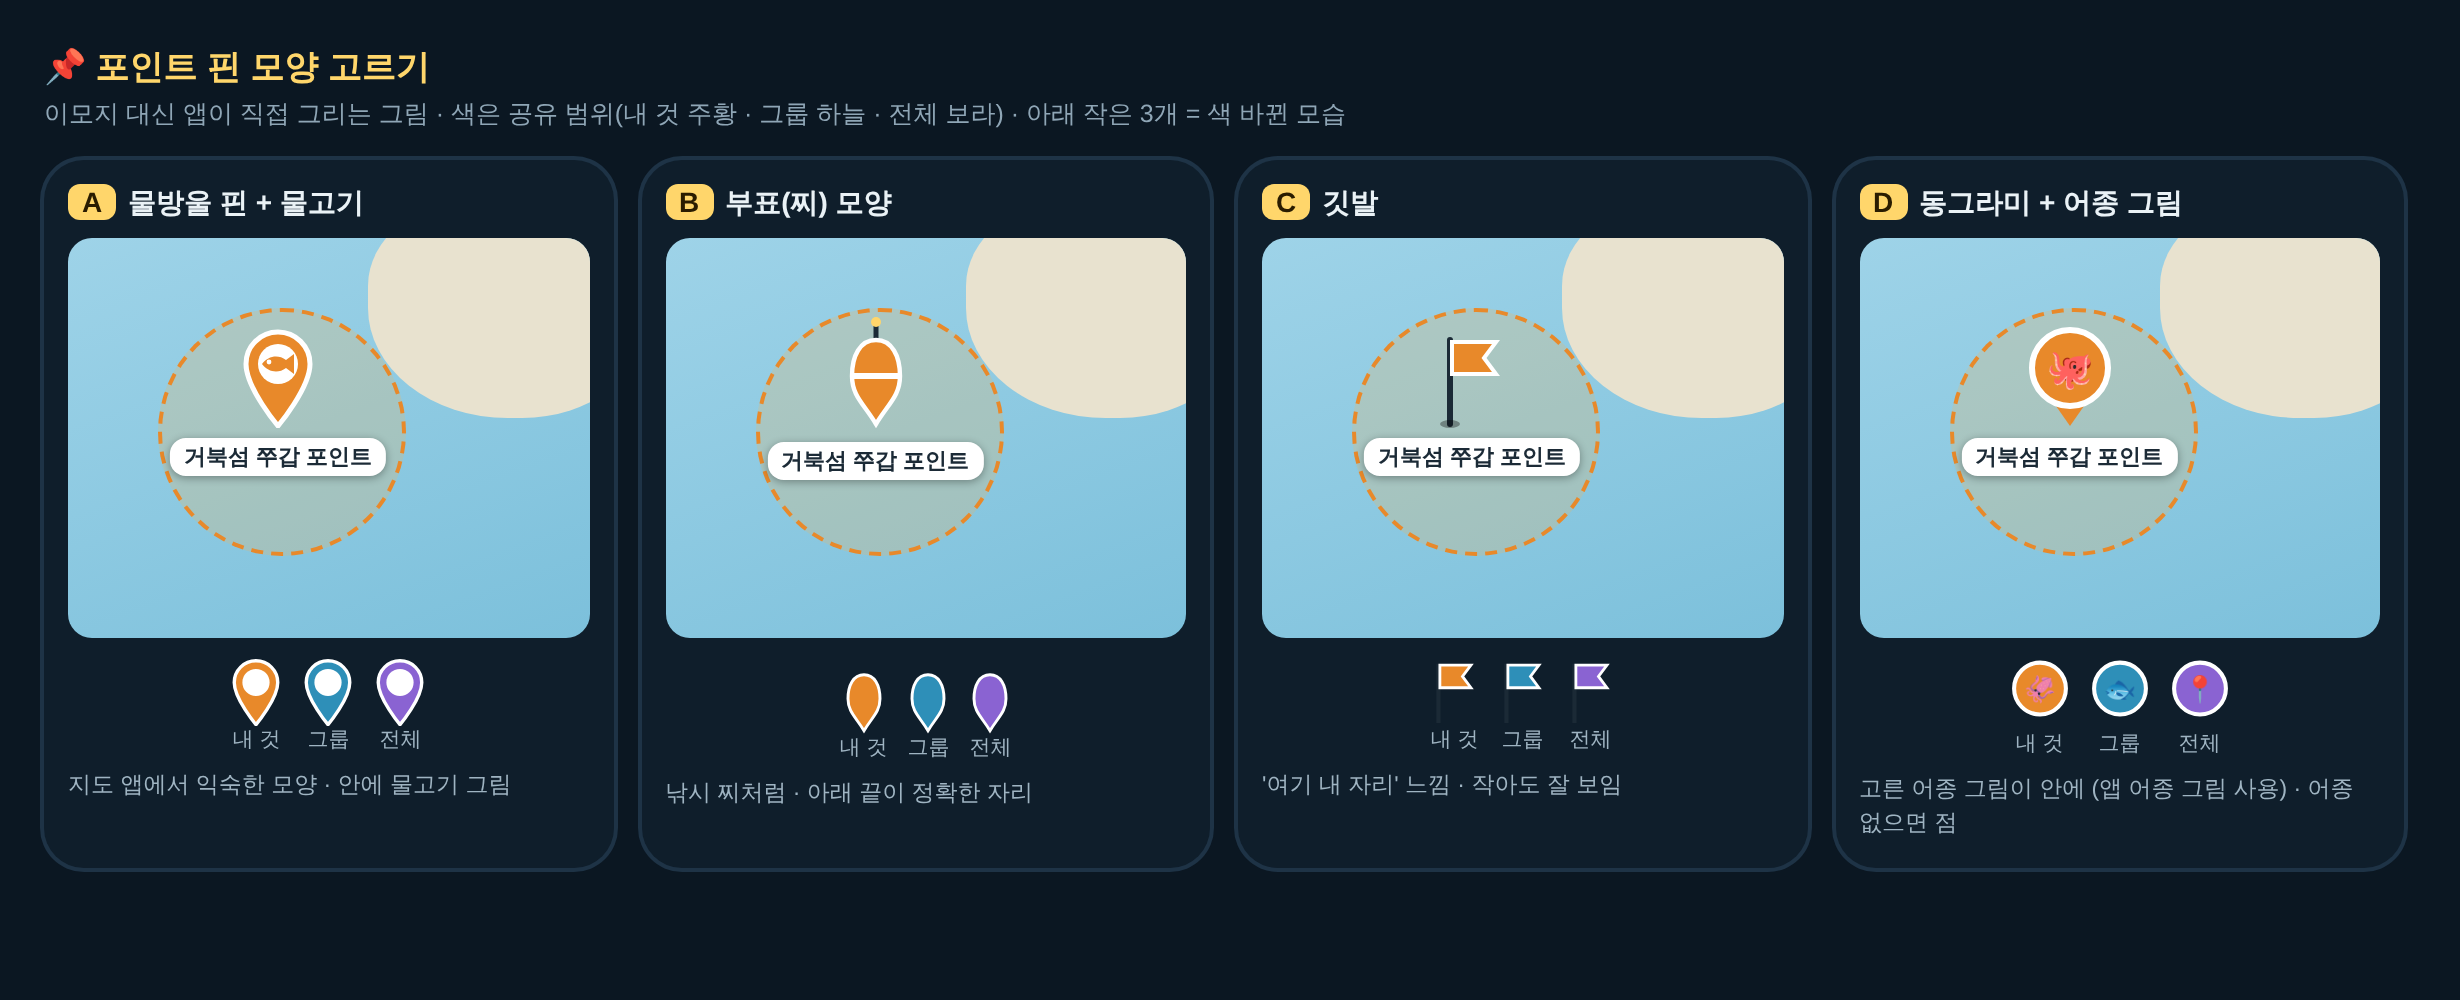 포인트 핀 모양 고르기
이모지 대신 앱이 직접 그리는 그림 · 색은 공유 범위(내 것 주황 · 그룹 하늘 · 전체 보라) · 아래 작은 3개 = 색 바뀐 모습
A 물방울 핀 + 물고기
거북섬 쭈갑 포인트
내 것 그룹 전체
지도 앱에서 익숙한 모양 · 안에 물고기 그림
B 부표(찌) 모양
거북섬 쭈갑 포인트
내 것 그룹 전체
낚시 찌처럼 · 아래 끝이 정확한 자리
C 깃발
거북섬 쭈갑 포인트
내 것 그룹 전체
'여기 내 자리' 느낌 · 작아도 잘 보임
D 동그라미 + 어종 그림
거북섬 쭈갑 포인트
내 것 그룹 전체
고른 어종 그림이 안에 (앱 어종 그림 사용) · 어종
없으면 점